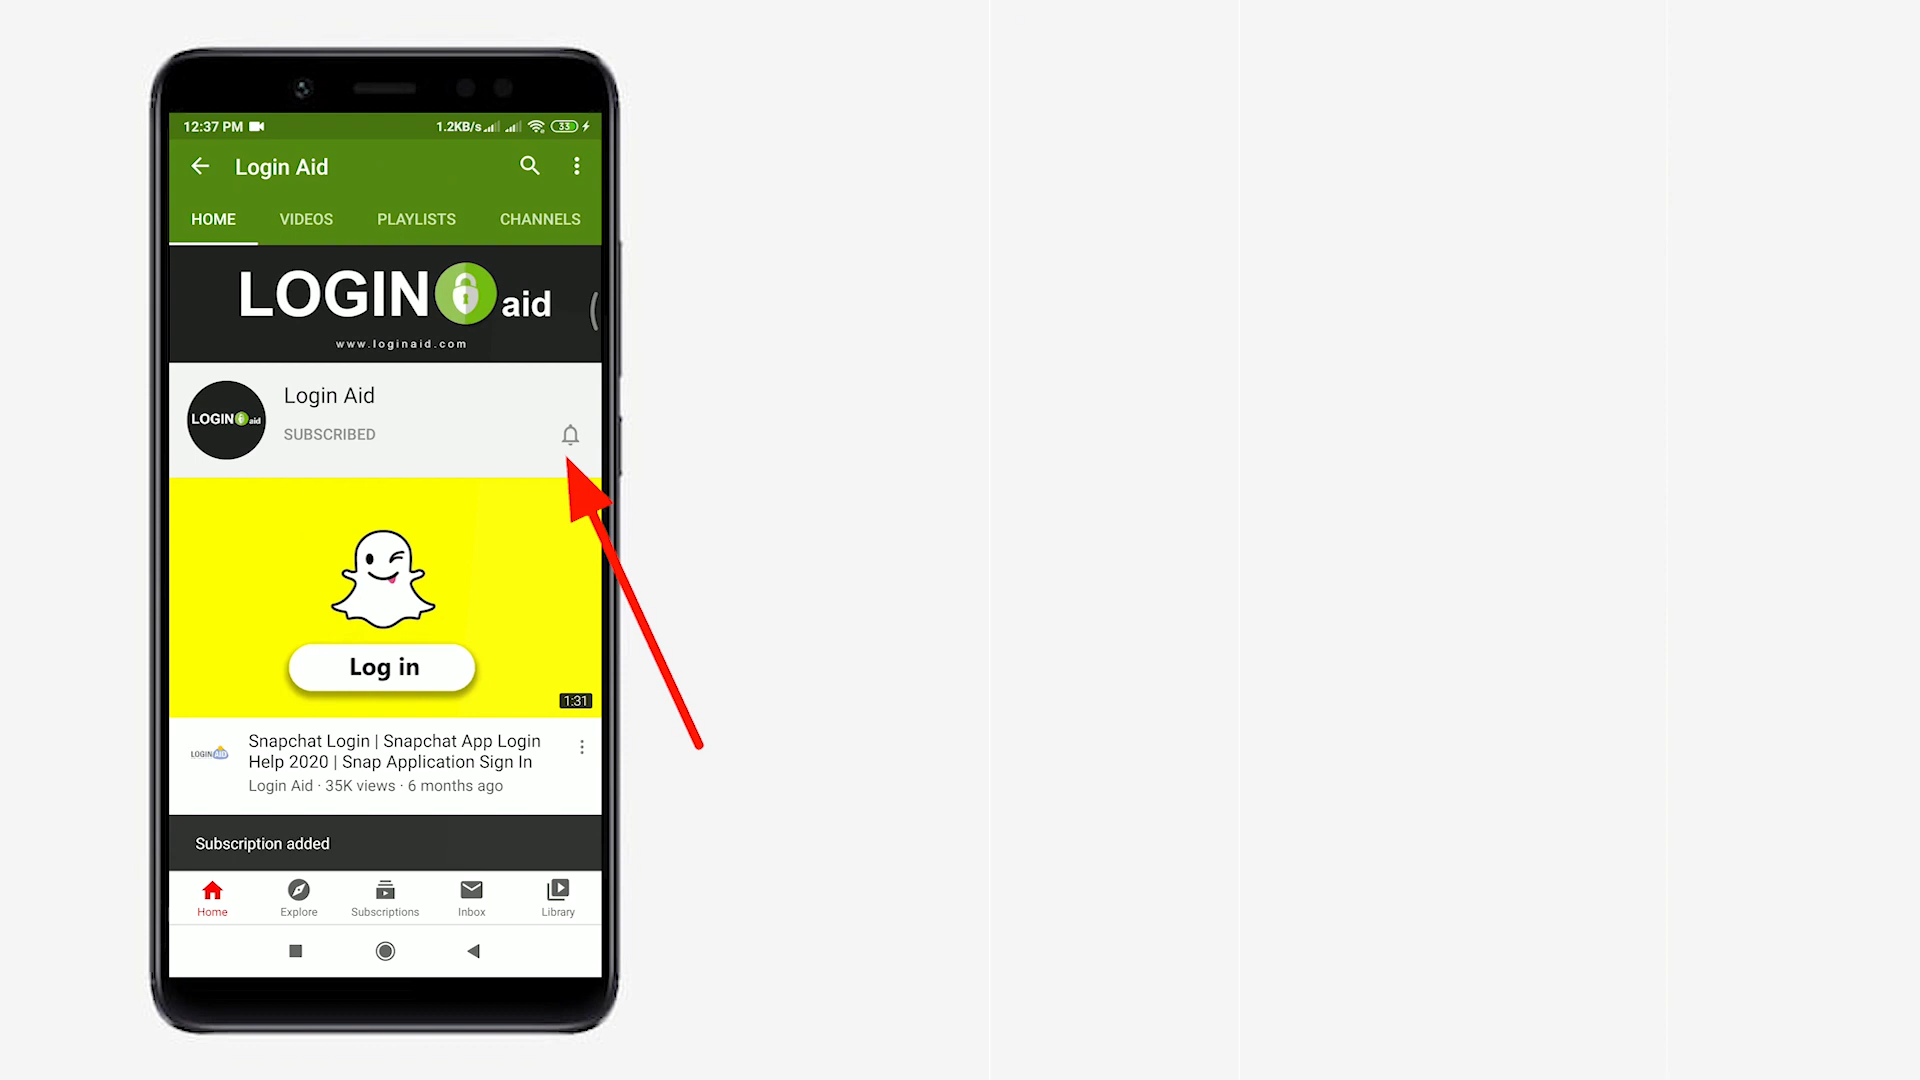 12:37 PM 1.2KB/s 33
Login Aid
HOME VIDEOS PLAYLISTS CHANNELS
LOGIN aid
www.loginaid.com
LOGIN aid
Login Aid
SUBSCRIBED
Log in
1:31
LOGIN AID
Snapchat Login | Snapchat App Login
Help 2020 | Snap Application Sign In
Login Aid · 35K views · 6 months ago
Subscription added
Home Explore Subscriptions Inbox Library